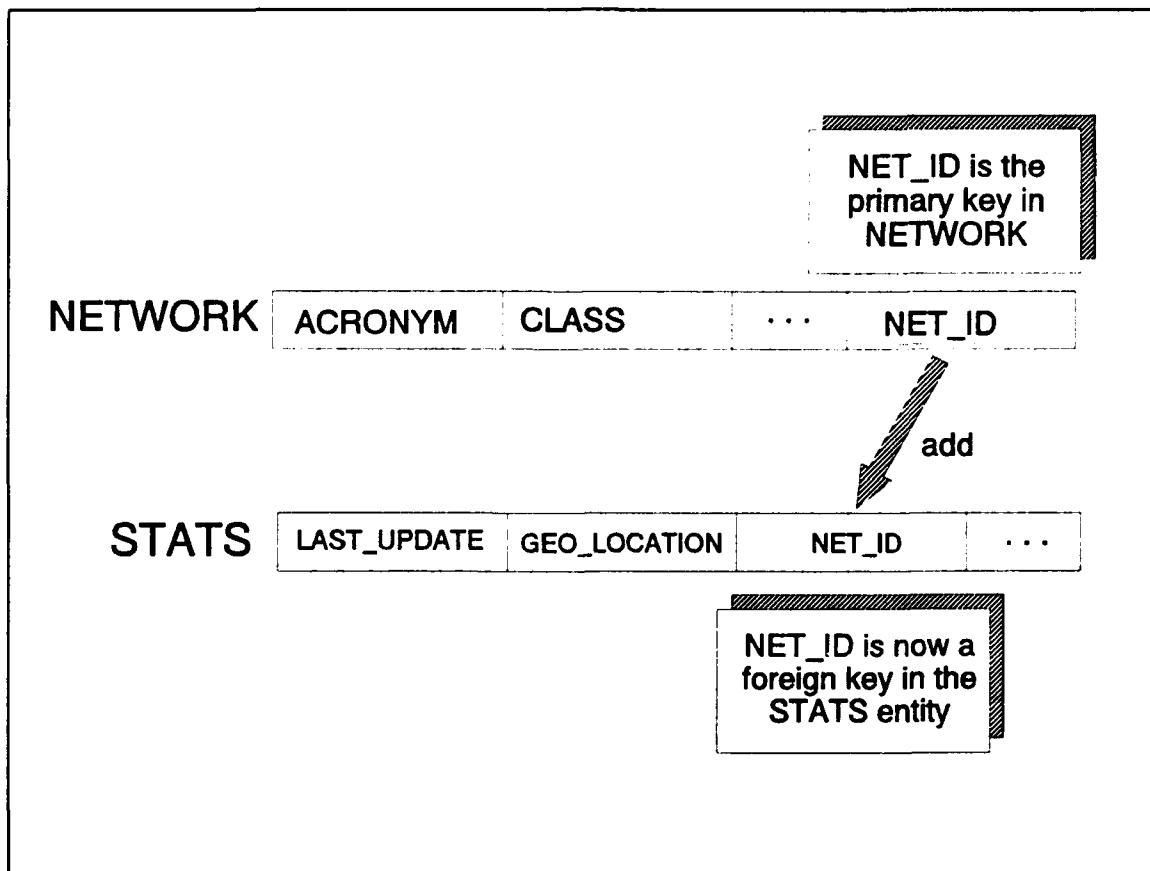 NET_ID is the
primary key in
NETWORK
NETWORK ACRONYM CLASS ... NET_ID
add
STATS LAST_UPDATE GEO_LOCATION NET_ID ...
NET_ID is now a
foreign key in the
STATS entity